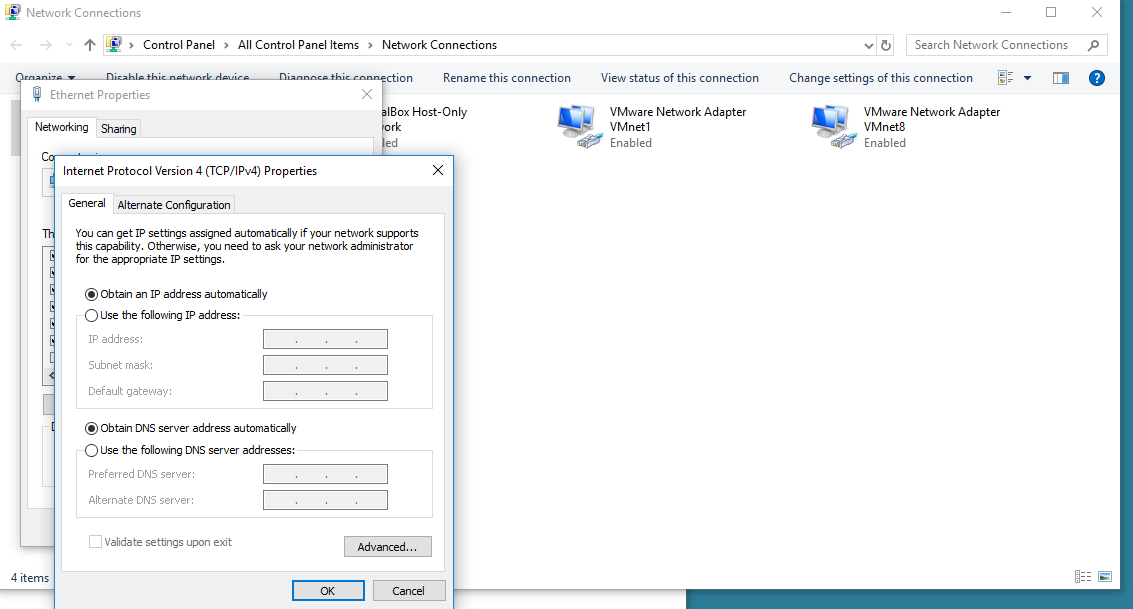 Network Connections
Control Panel > All Control Panel Items > Network Connections
Search Network Connections
Organize Disable this network device Diagnose this connection Rename this connection View status of this connection Change settings of this connection
Ethernet Properties
Networking Sharing
alBox Host-Only
VMware Network Adapter
VMnet1
Enabled
VMware Network Adapter
VMnet8
Enabled
Internet Protocol Version 4 (TCP/IPv4) Properties
General Alternate Configuration
You can get IP settings assigned automatically if your network supports
this capability. Otherwise, you need to ask your network administrator
for the appropriate IP settings.
Obtain an IP address automatically
Use the following IP address:
IP address: . . .
Subnet mask: . . .
Default gateway: . . .
Obtain DNS server address automatically
Use the following DNS server addresses:
Preferred DNS server: . . .
Alternate DNS server: . . .
Validate settings upon exit
Advanced...
OK Cancel
4 items